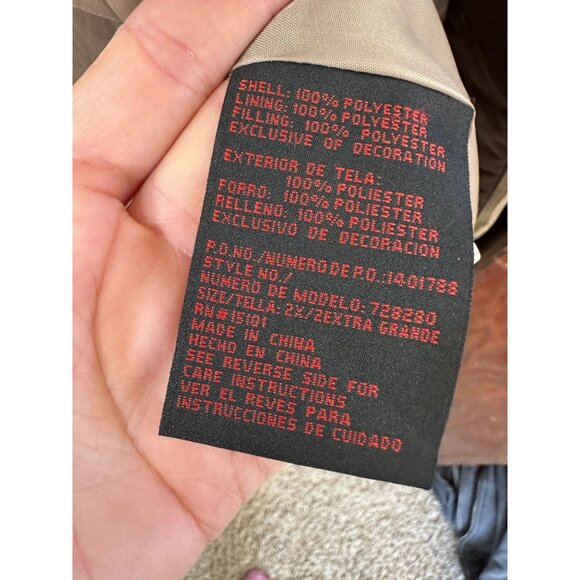 SHELL: 100% POLYESTER
LINING: 100% POLYESTER
FILLING: 100% POLYESTER
EXCLUSIVE OF DECORATION
EXTERIOR DE TELA:
100% POLIESTER
FORRO: 100% POLIESTER
RELLENO: 100% POLIESTER
EXCLUSIVO DE DECORACION
P.O.NO./NUMERO DE P.O.:1401788
STYLE NO./
NUMERO DE MODELO: 728280
SIZE/TELLA: 2X/2EXTRA GRANDE
RN#15101
MADE IN CHINA
HECHO EN CHINA
SEE REVERSE SIDE FOR
CARE INSTRUCTIONS
VER EL REVES PARA
INSTRUCCIONES DE CUIDADO